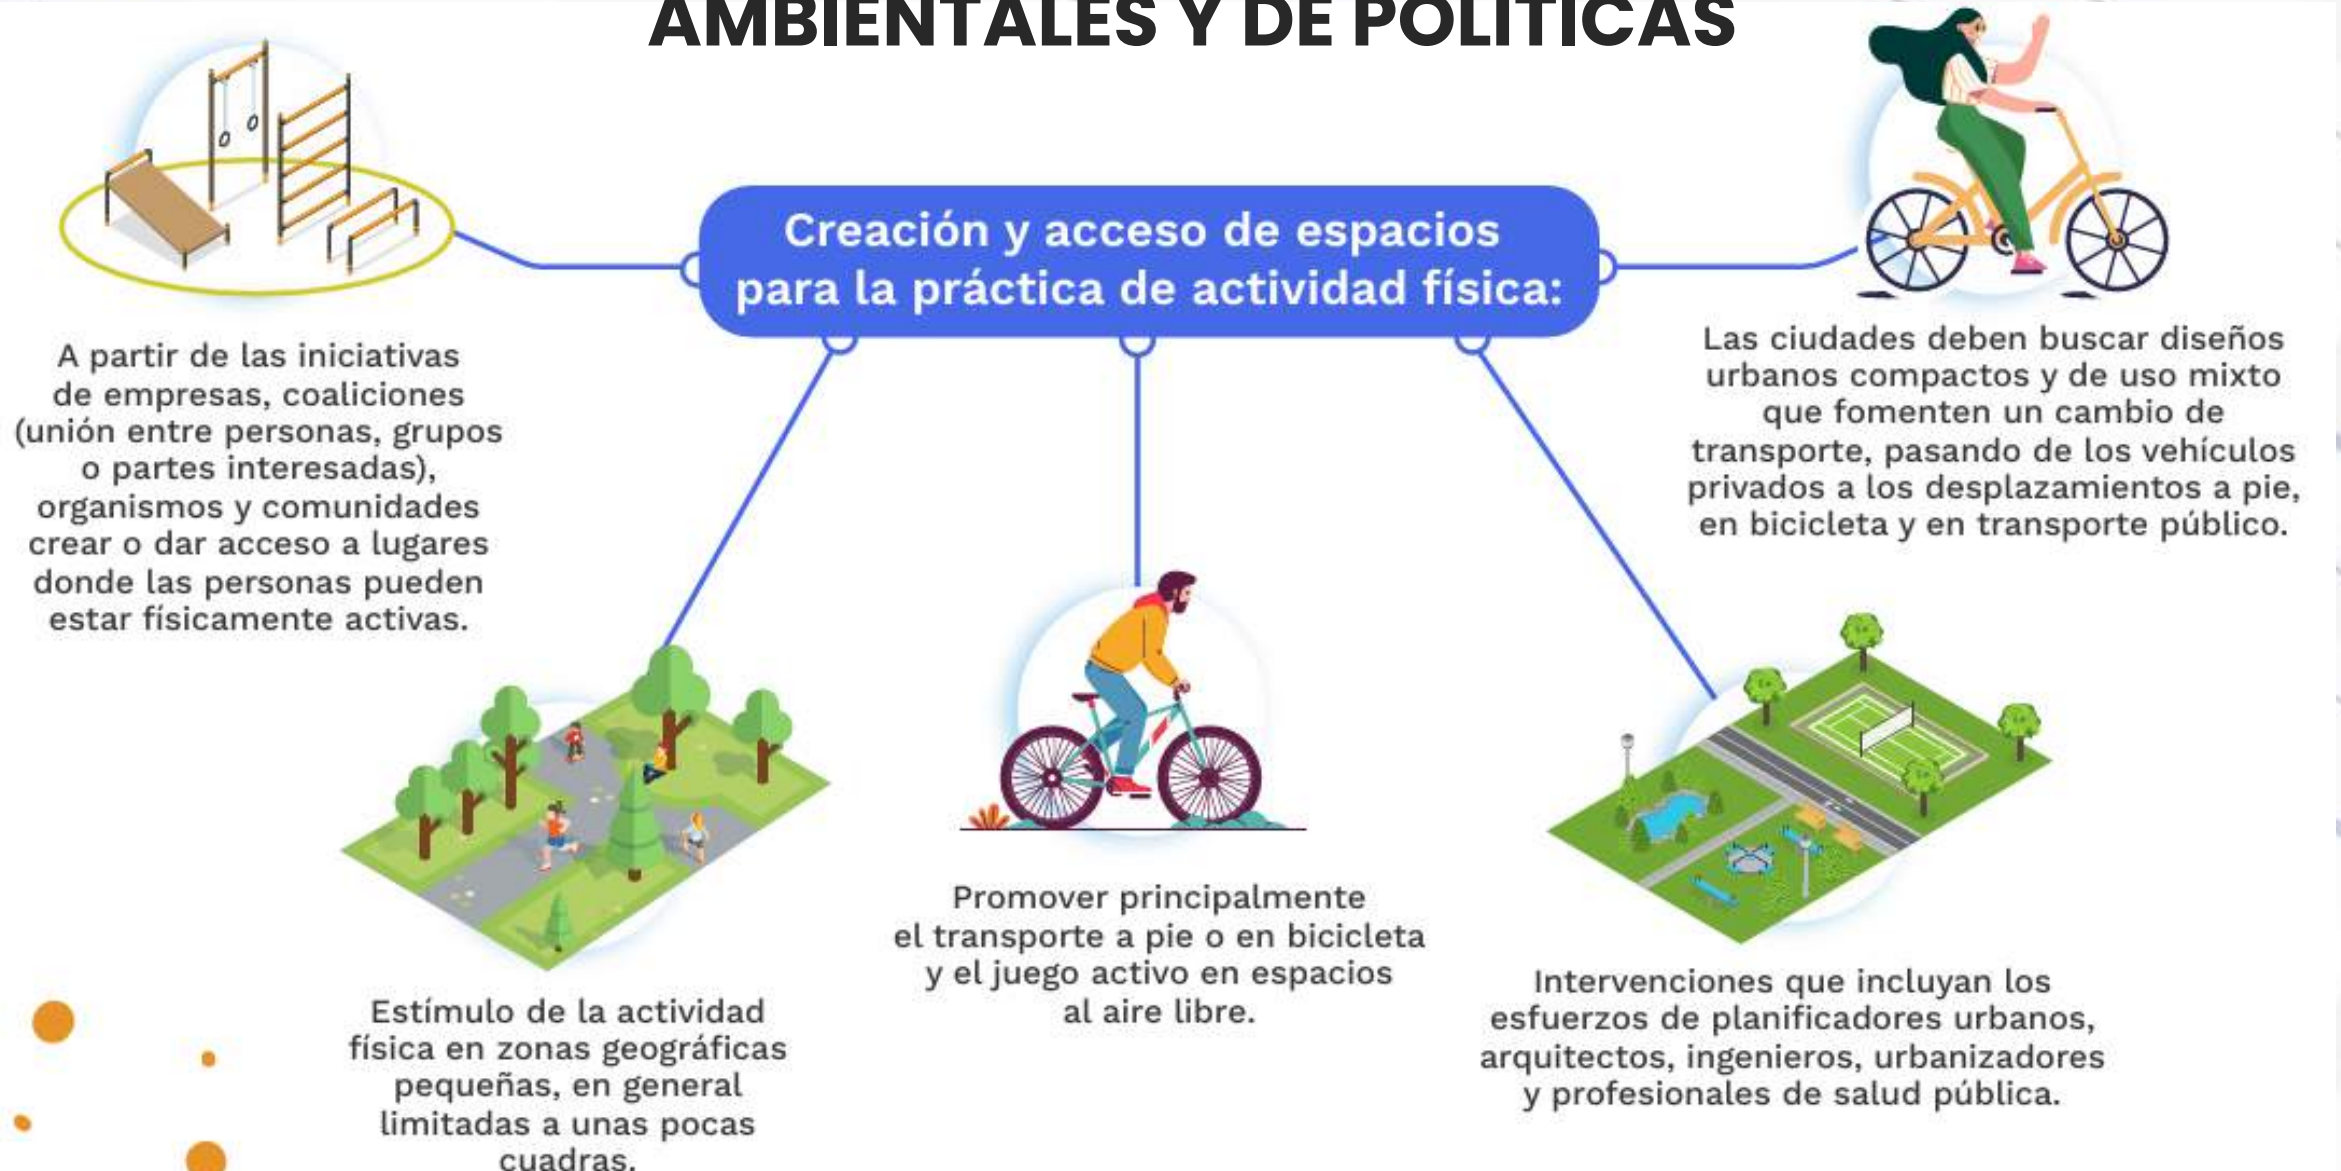 AMBIENTALES Y DE POLÍTICAS
Creación y acceso de espacios
para la práctica de actividad física:
A partir de las iniciativas
de empresas, coaliciones
(unión entre personas, grupos
o partes interesadas),
organismos y comunidades
crear o dar acceso a lugares
donde las personas pueden
estar físicamente activas.
Las ciudades deben buscar diseños
urbanos compactos y de uso mixto
que fomenten un cambio de
transporte, pasando de los vehículos
privados a los desplazamientos a pie,
en bicicleta y en transporte público.
Estímulo de la actividad
física en zonas geográficas
pequeñas, en general
limitadas a unas pocas
cuadras.
Promover principalmente
el transporte a pie o en bicicleta
y el juego activo en espacios
al aire libre.
Intervenciones que incluyan los
esfuerzos de planificadores urbanos,
arquitectos, ingenieros, urbanizadores
y profesionales de salud pública.